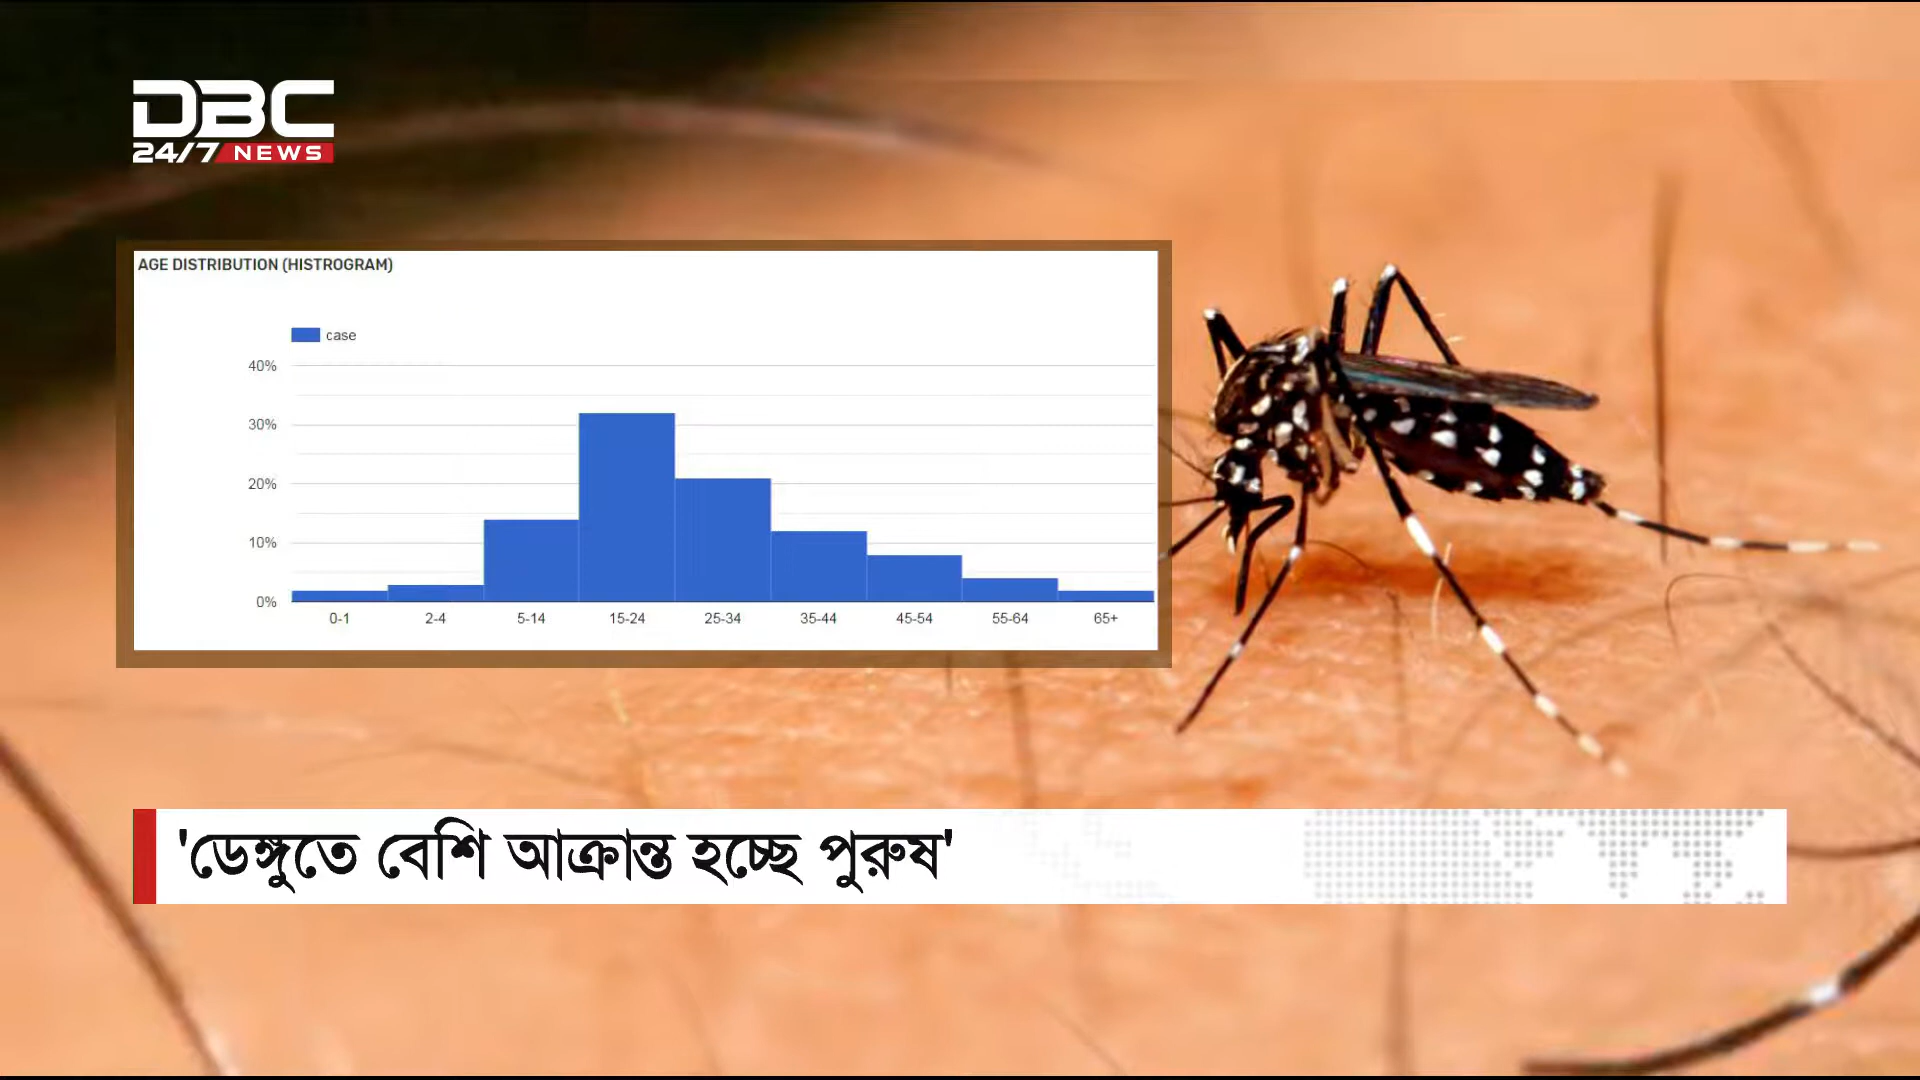 DBC
24/7 NEWS
AGE DISTRIBUTION (HISTROGRAM)
case
40%
30%
20%
10%
0%
0-1 2-4 5-14 15-24 25-34 35-44 45-54 55-64 65+
'ডেঙ্গুতে বেশি আক্রান্ত হচ্ছে পুরুষ'